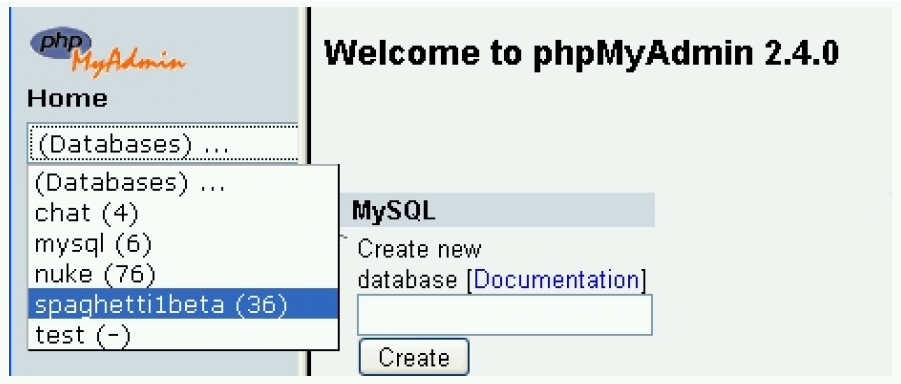 php
MyAdmin
Home
(Databases) ...
(Databases) ...
chat (4)
mysql (6)
nuke (76)
spaghetti1beta (36)
test (-)
Welcome to phpMyAdmin 2.4.0
MySQL
Create new
database [Documentation]
Create